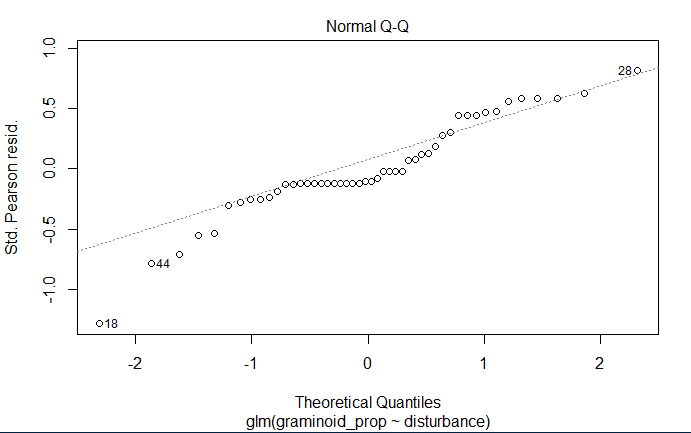 Normal Q-Q
Std. Pearson resid.
1.0
0.5
0.0
-0.5
-1.0
28
44
18
-2 -1 0 1 2
Theoretical Quantiles
glm(graminoid_prop ~ disturbance)